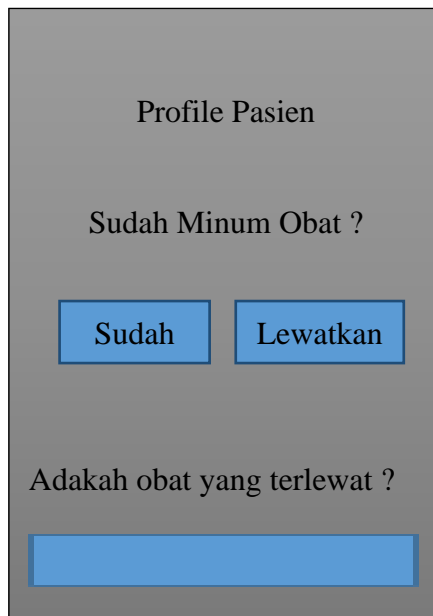 Profile Pasien
Sudah Minum Obat ?
Sudah Lewatkan
Adakah obat yang terlewat ?